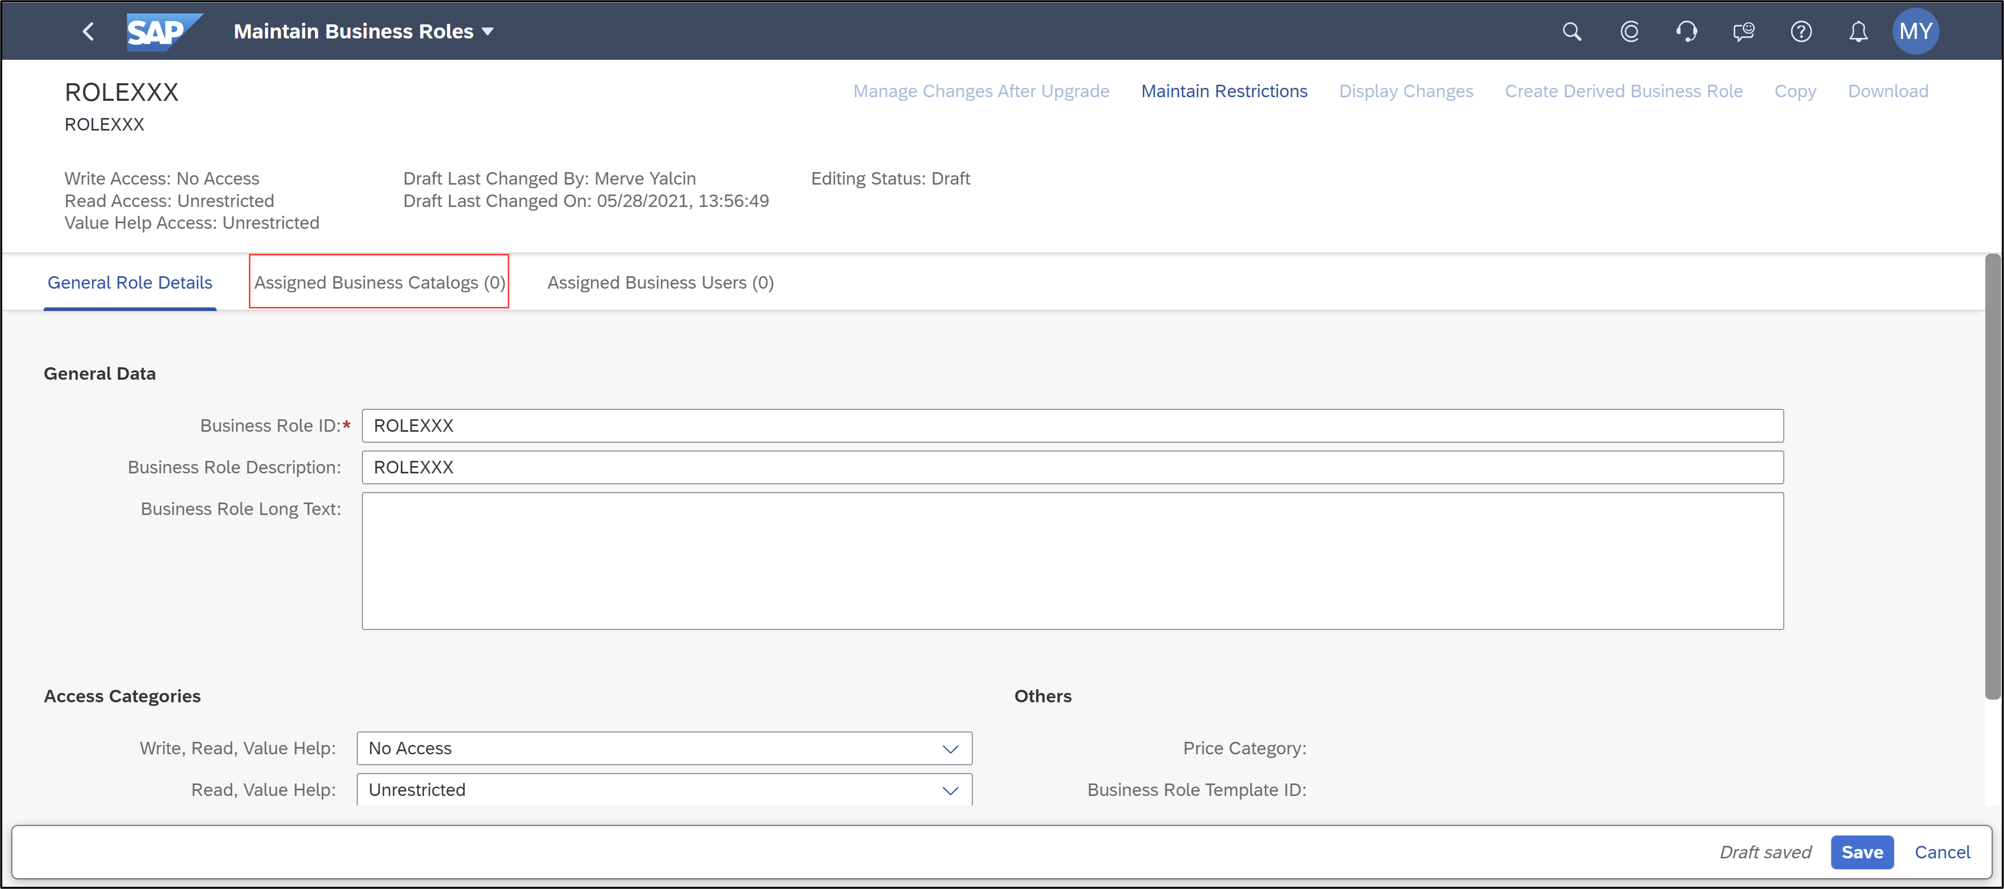 SAP
Maintain Business Roles
MY
ROLEXXX
Manage Changes After Upgrade
Maintain Restrictions
Display Changes
Create Derived Business Role
Copy
Download
ROLEXXX
Write Access: No Access
Read Access: Unrestricted
Value Help Access: Unrestricted
Draft Last Changed By: Merve Yalcin
Draft Last Changed On: 05/28/2021, 13:56:49
Editing Status: Draft
General Role Details
Assigned Business Catalogs (0)
Assigned Business Users (0)
General Data
Business Role ID:* ROLEXXX
Business Role Description: ROLEXXX
Business Role Long Text:
Access Categories
Write, Read, Value Help: No Access
Read, Value Help: Unrestricted
Others
Price Category:
Business Role Template ID:
Draft saved
Save
Cancel